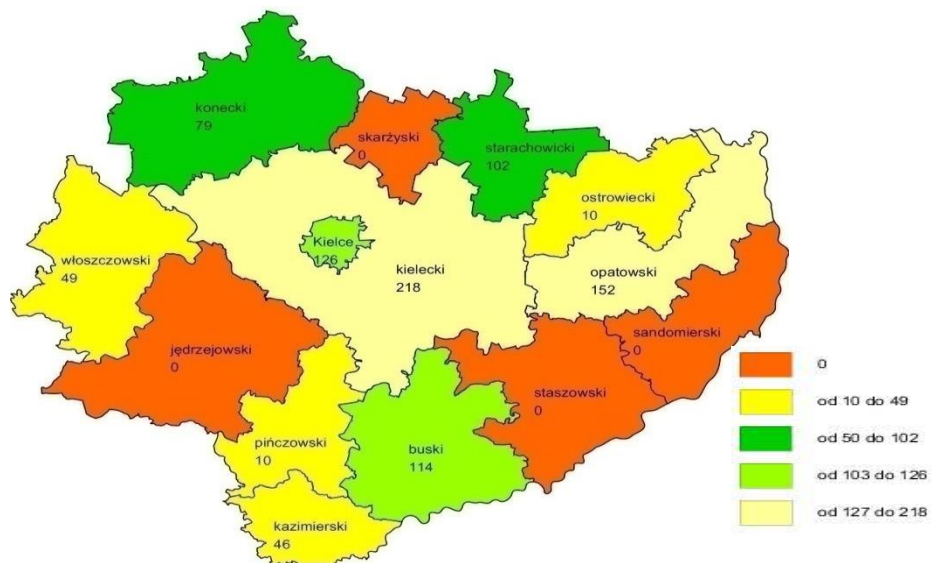 konecki
79
skarżyski
0
starachowicki
102
ostrowiecki
10
Kielce
126
włoszczowski
49
kielecki
218
opatowski
152
sandomierski
0
jędrzejowski
0
staszowski
0
pińczowski
10
buski
114
kazimierski
46
0
od 10 do 49
od 50 do 102
od 103 do 126
od 127 do 218